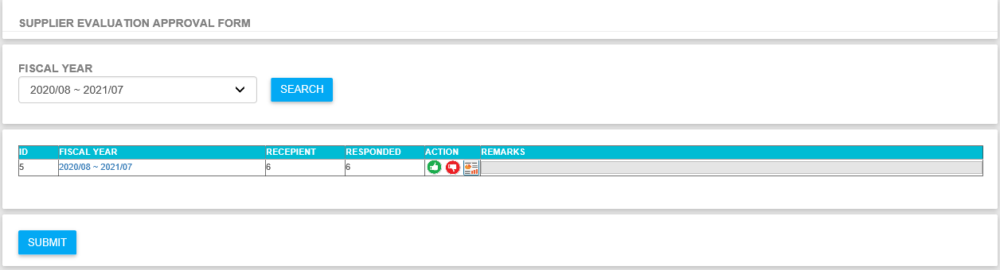 SUPPLIER EVALUATION APPROVAL FORM
FISCAL YEAR
2020/08 ~ 2021/07
SEARCH
ID FISCAL YEAR RECEPIENT RESPONDED ACTION REMARKS
5 2020/08 ~ 2021/07 6 6
SUBMIT